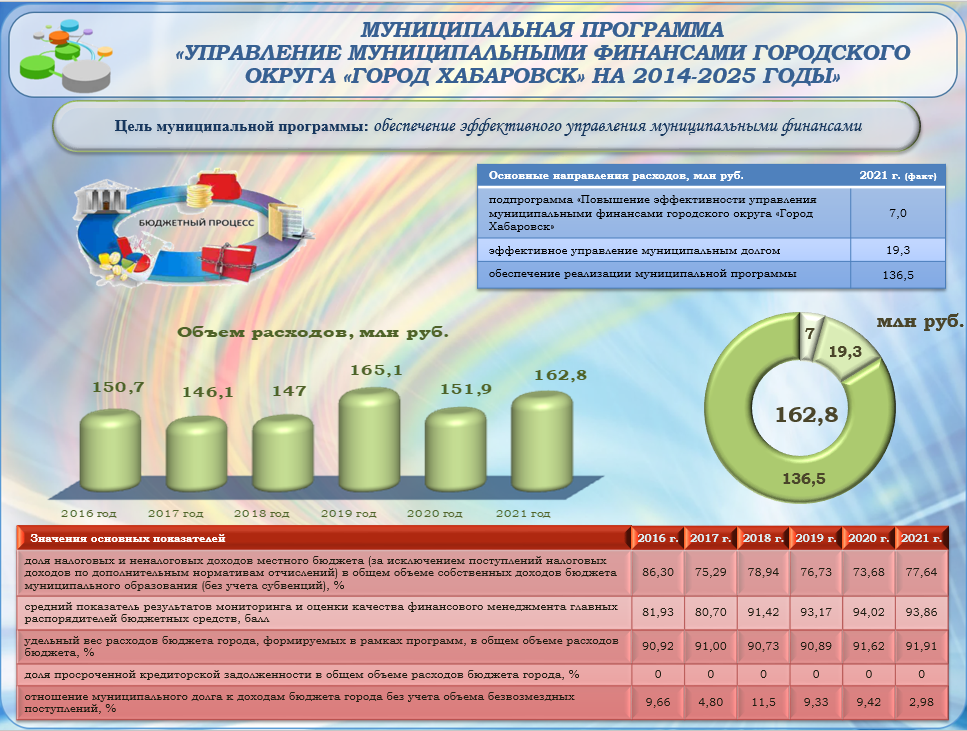 МУНИЦИПАЛЬНАЯ ПРОГРАММА
«УПРАВЛЕНИЕ МУНИЦИПАЛЬНЫМИ ФИНАНСАМИ ГОРОДСКОГО
ОКРУГА «ГОРОД ХАБАРОВСК» НА 2014-2025 ГОДЫ»
Цель муниципальной программы: обеспечение эффективного управления муниципальными финансами
БЮДЖЕТНЫЙ ПРОЦЕСС
Основные направления расходов, млн руб. 2021 г. (факт)
подпрограмма «Повышение эффективности управления
муниципальными финансами городского округа «Город
Хабаровск» 7,0
эффективное управление муниципальным долгом 19,3
обеспечение реализации муниципальной программы 136,5
Объем расходов, млн руб.
150,7 146,1 147 165,1 151,9 162,8
2016 год 2017 год 2018 год 2019 год 2020 год 2021 год
млн руб.
7
19,3
162,8
136,5
Значения основных показателей 2016 г. 2017 г. 2018 г. 2019 г. 2020 г. 2021 г.
доля налоговых и неналоговых доходов местного бюджета (за исключением поступлений налоговых
доходов по дополнительным нормативам отчислений) в общем объеме собственных доходов бюджета
муниципального образования (без учета субвенций), % 86,30 75,29 78,94 76,73 73,68 77,64
средний показатель результатов мониторинга и оценки качества финансового менеджмента главных
распорядителей бюджетных средств, балл 81,93 80,70 91,42 93,17 94,02 93,86
удельный вес расходов бюджета города, формируемых в рамках программ, в общем объеме расходов
бюджета, % 90,92 91,00 90,73 90,89 91,62 91,91
доля просроченной кредиторской задолженности в общем объеме расходов бюджета города, % 0 0 0 0 0 0
отношение муниципального долга к доходам бюджета города без учета объема безвозмездных
поступлений, % 9,66 4,80 11,5 9,33 9,42 2,98